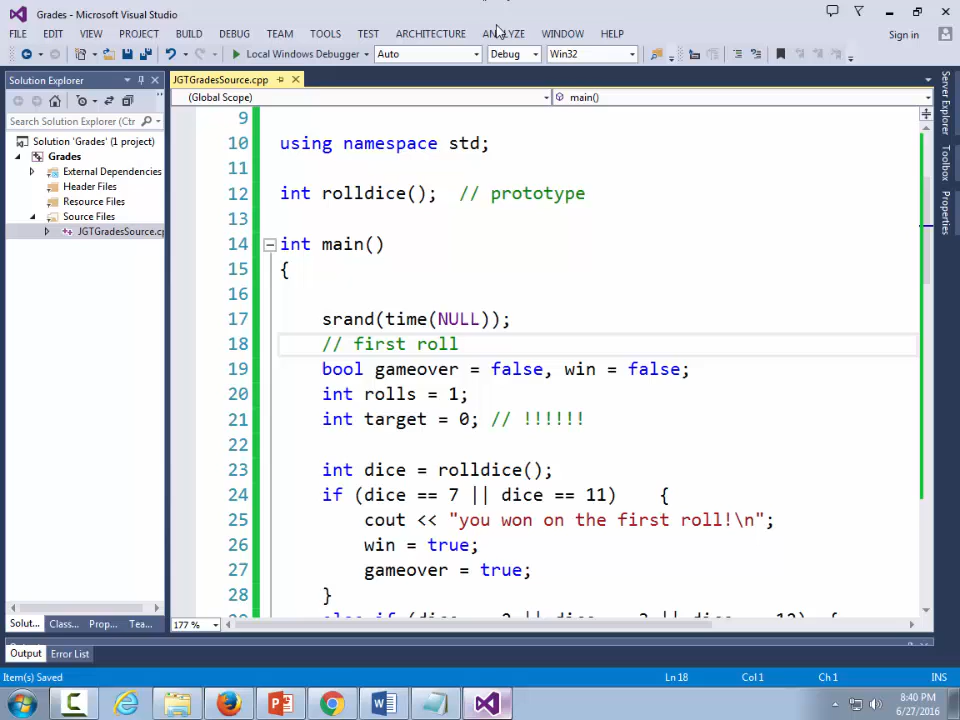 Grades - Microsoft Visual Studio
FILE EDIT VIEW PROJECT BUILD DEBUG TEAM TOOLS TEST ARCHITECTURE ANALYZE WINDOW HELP Sign in
Local Windows Debugger Auto Debug Win32
Solution Explorer
Search Solution Explorer (Ctr
Solution 'Grades' (1 project)
Grades
External Dependencies
Header Files
Resource Files
Source Files
JGTGradesSource.cp
Solut... Class... Prop... Tea...
JGTGradesSource.cpp
(Global Scope) main()
9
10 using namespace std;
11
12 int rolldice(); // prototype
13
14 int main()
15 {
16
17 srand(time(NULL));
18 // first roll
19 bool gameover = false, win = false;
20 int rolls = 1;
21 int target = 0; // !!!!!!
22
23 int dice = rolldice();
24 if (dice == 7 || dice == 11) {
25 cout << "you won on the first roll!\n";
26 win = true;
27 gameover = true;
28 }
177 %
Server Explorer
Toolbox
Properties
Output Error List
Item(s) Saved Ln 18 Col 1 Ch 1 INS
8:40 PM
6/27/2016